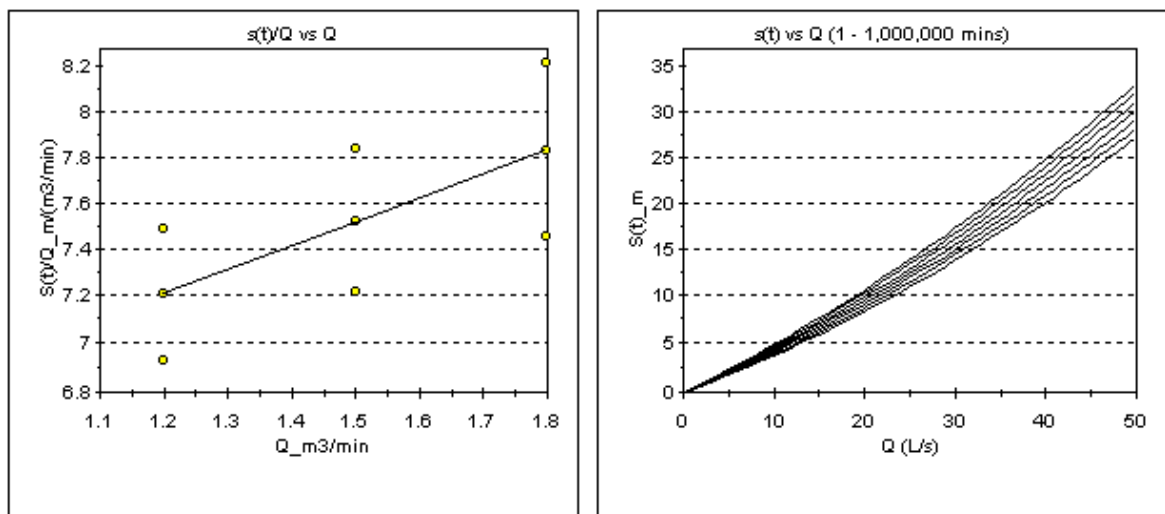 s(t)/Q vs Q
8.2
8
7.8
7.6
7.4
7.2
7
6.8
S(t)/Q_m/(m3/min)
1.1 1.2 1.3 1.4 1.5 1.6 1.7 1.8
Q_m3/min
s(t) vs Q (1 - 1,000,000 mins)
35
30
25
20
15
10
5
0
S(t)_m
0 10 20 30 40 50
Q (L/s)